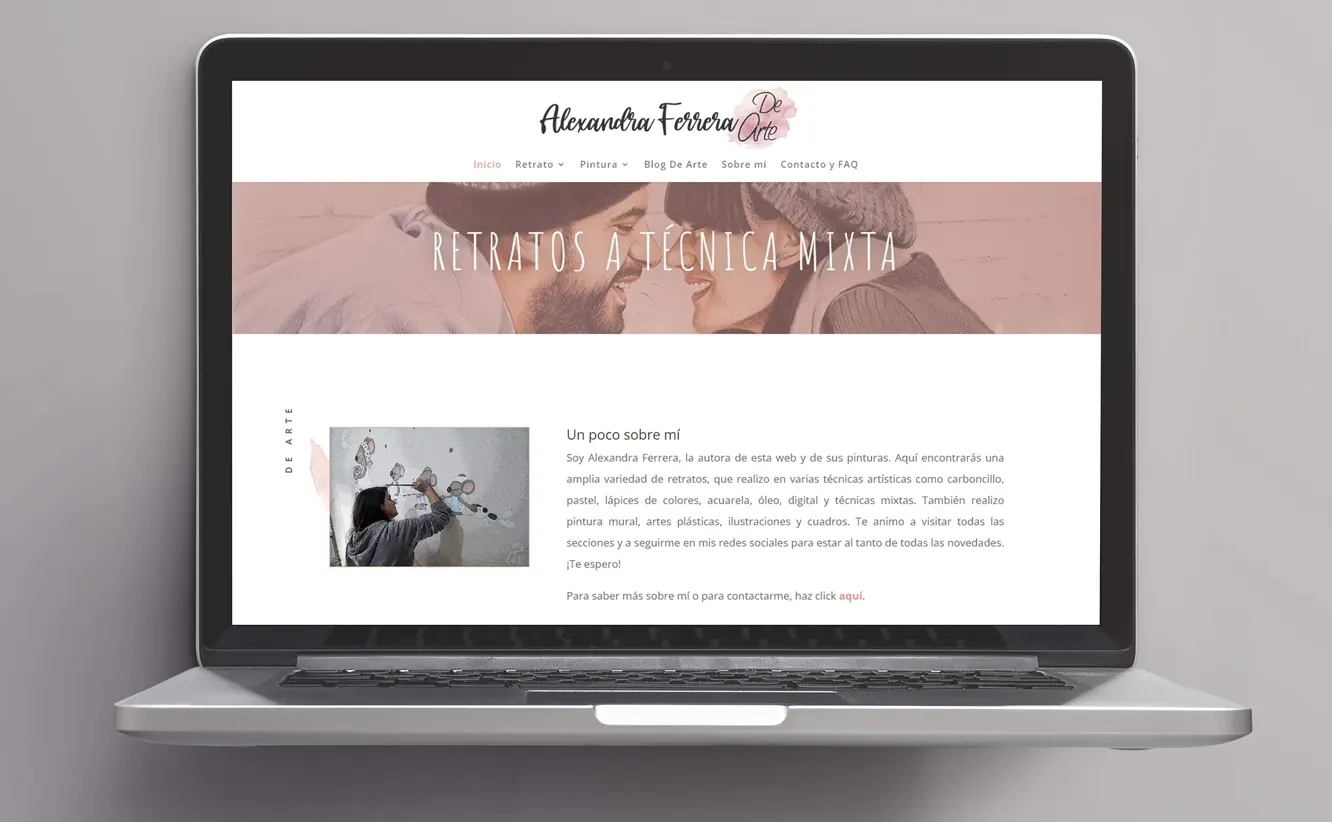 Alexandra Ferrera De Arte
Inicio Retrato Pintura Blog De Arte Sobre mí Contacto y FAQ
RETRATOS A TÉCNICA MIXTA
DE ARTE
Un poco sobre mí
Soy Alexandra Ferrera, la autora de esta web y de sus pinturas. Aquí encontrarás una
amplia variedad de retratos, que realizo en varias técnicas artísticas como carboncillo,
pastel, lápices de colores, acuarela, óleo, digital y técnicas mixtas. También realizo
pintura mural, artes plásticas, ilustraciones y cuadros. Te animo a visitar todas las
secciones y a seguirme en mis redes sociales para estar al tanto de todas las novedades.
¡Te espero!
Para saber más sobre mí o para contactarme, haz click aquí.